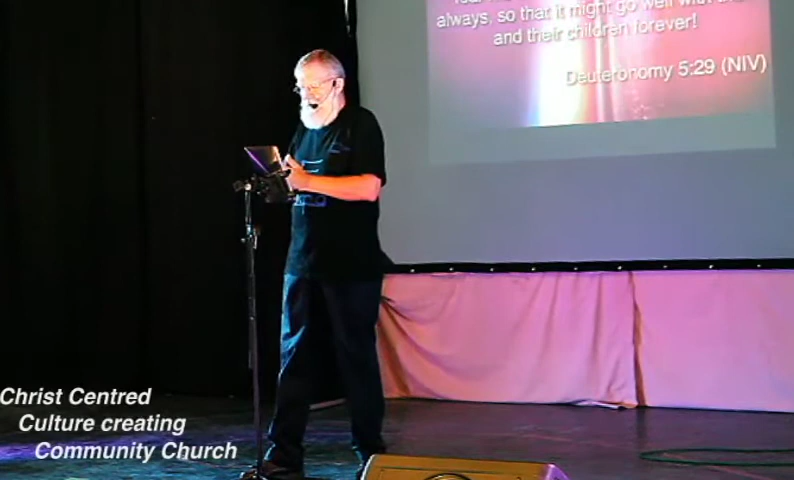 always, so that it might go well with
and their children forever!
Deuteronomy 5:29 (NIV)
Christ Centred
Culture creating
Community Church